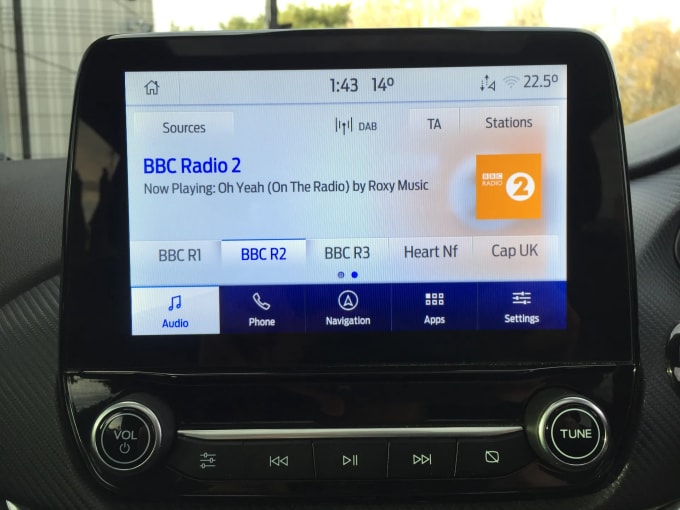 1:43 14° 22.5°
Sources DAB TA Stations
BBC Radio 2
Now Playing: Oh Yeah (On The Radio) by Roxy Music
BBC RADIO 2
BBC R1 BBC R2 BBC R3 Heart Nf Cap UK
Audio Phone Navigation Apps Settings
VOL TUNE